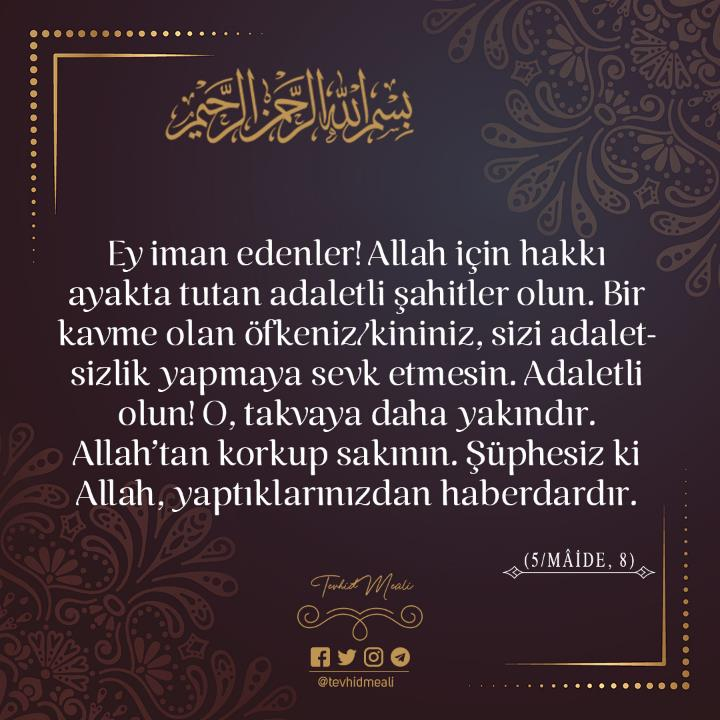 بسم الله الرحمن الرحيم
Ey iman edenler! Allah için hakkı
ayakta tutan adaletli şahitler olun. Bir
kavme olan öfkeniz/kininiz, sizi adalet-
sizlik yapmaya sevk etmesin. Adaletli
olun! O, takvaya daha yakındır.
Allah’tan korkup sakının. Şüphesiz ki
Allah, yaptıklarınızdan haberdardır.
(5/MÂİDE, 8)
Tevhid Meali
@tevhidmeali